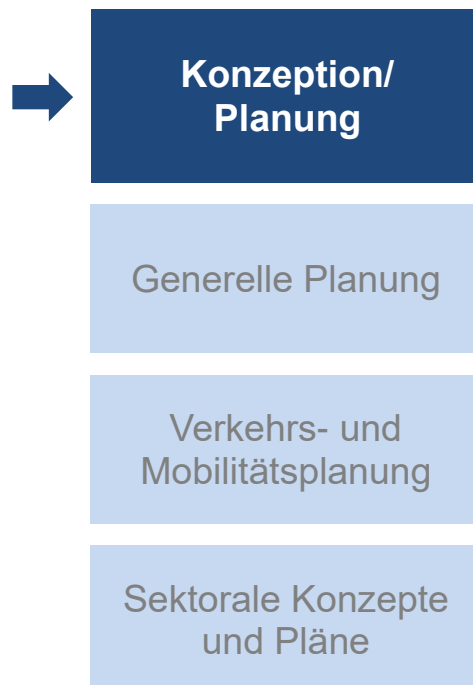 Konzeption/
Planung
Generelle Planung
Verkehrs- und
Mobilitätsplanung
Sektorale Konzepte
und Pläne